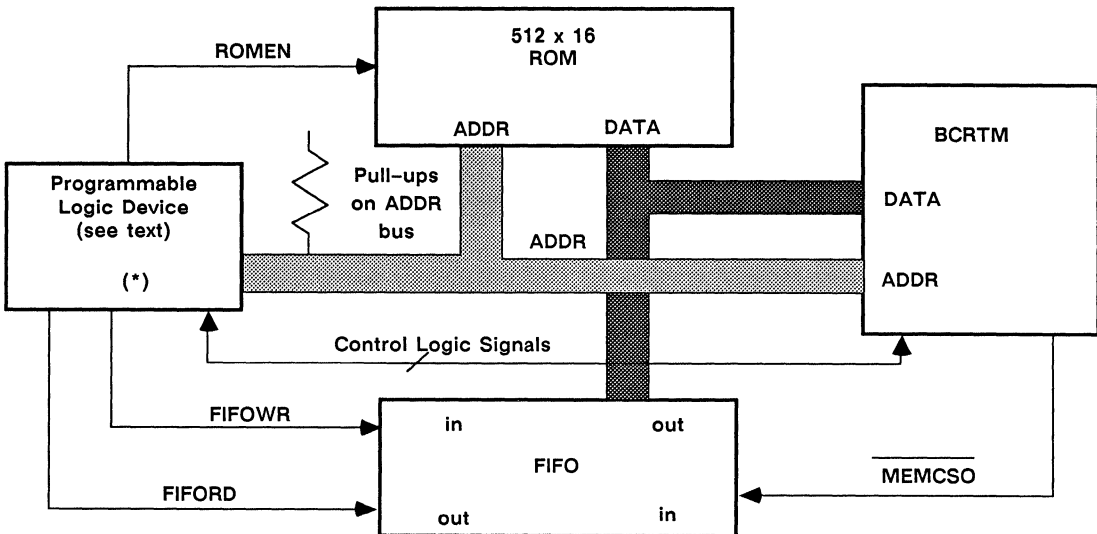 512 x 16
ROM
ROMEN
ADDR
DATA
BCRTM
Programmable
Logic Device
(see text)
(*)
Pull-ups
on ADDR
bus
DATA
ADDR
ADDR
Control Logic Signals
FIFOWR
in
out
FIFO
MEMCSO
FIFORD
out
in